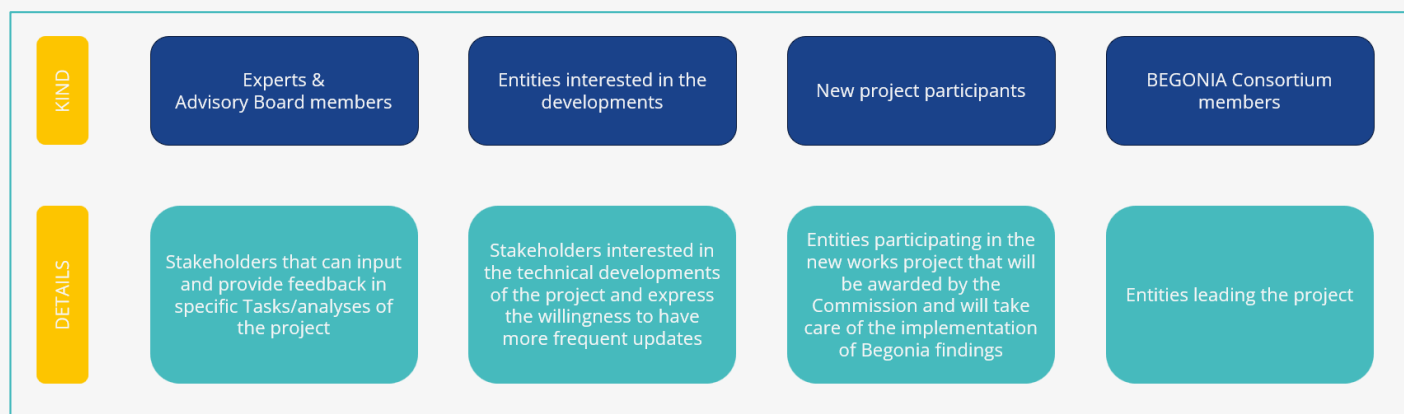 KIND
Experts &
Advisory Board members
Entities interested in the
developments
New project participants
BEGONIA Consortium
members
DETAILS
Stakeholders that can input
and provide feedback in
specific Tasks/analyses of
the project
Stakeholders interested in
the technical developments
of the project and express
the willingness to have
more frequent updates
Entities participating in the
new works project that will
be awarded by the
Commission and will take
care of the implementation
of Begonia findings
Entities leading the project